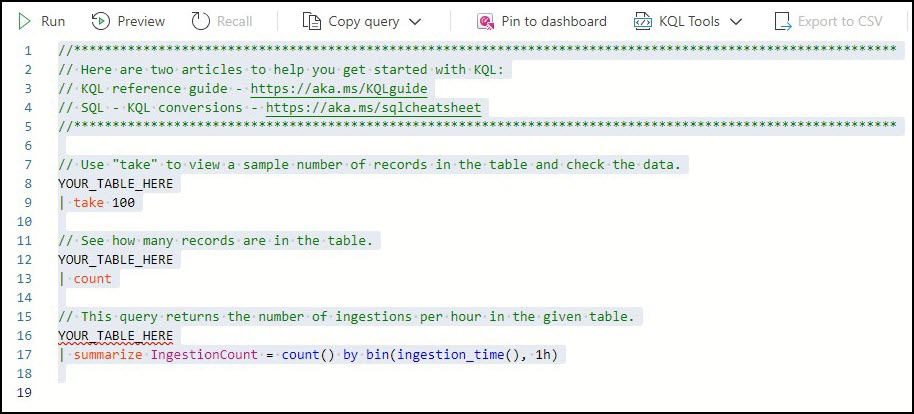 Run Preview Recall Copy query Pin to dashboard KQL Tools Export to CSV
1 //************************************************************************************************************
2 // Here are two articles to help you get started with KQL:
3 // KQL reference guide - https://aka.ms/KQLguide
4 // SQL - KQL conversions - https://aka.ms/sqlcheatsheet
5 //************************************************************************************************************
6
7 // Use "take" to view a sample number of records in the table and check the data.
8 YOUR_TABLE_HERE
9 | take 100
10
11 // See how many records are in the table.
12 YOUR_TABLE_HERE
13 | count
14
15 // This query returns the number of ingestions per hour in the given table.
16 YOUR_TABLE_HERE
17 | summarize IngestionCount = count() by bin(ingestion_time(), 1h)
18
19